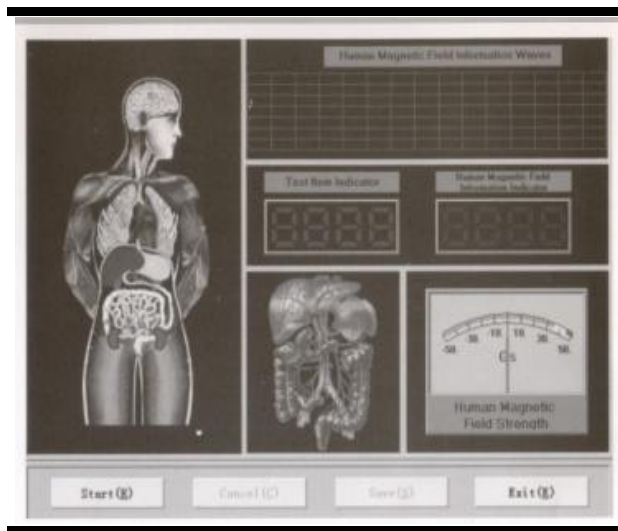 Human Magnetic Field Information Waves
Test Item Indicator
Human Magnetic Field
Information Indicator
-50. -30. -10. 10. 30. 50.
Gs
Human Magnetic
Field Strength
Start(R)
Cancel(C)
Save(S)
Exit(E)